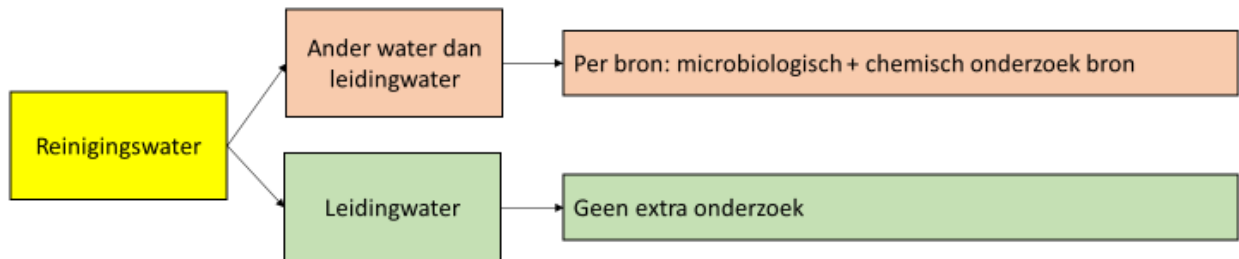 Ander water dan
leidingwater
Per bron: microbiologisch + chemisch onderzoek bron
Reinigingswater
Leidingwater
Geen extra onderzoek